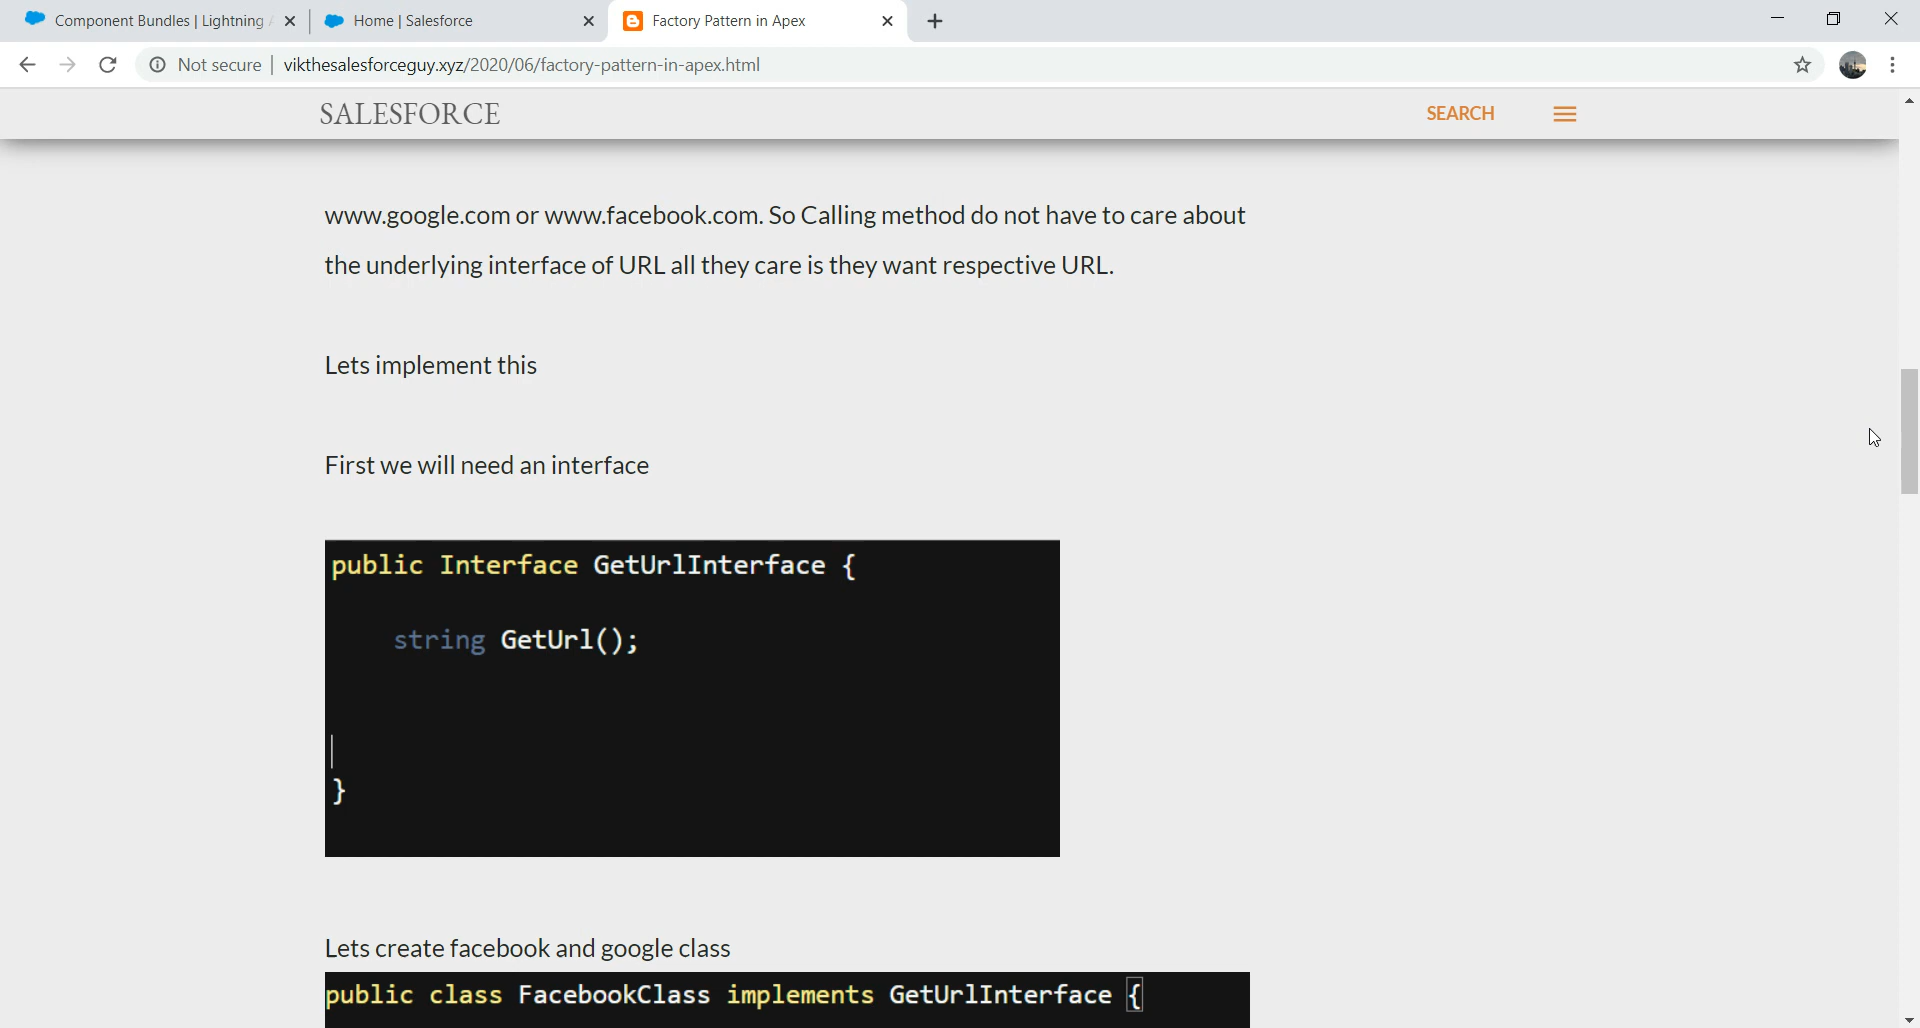 Component Bundles | Lightning
Home | Salesforce
Factory Pattern in Apex
Not secure
vikthesalesforceguy.xyz/2020/06/factory-pattern-in-apex.html
SALESFORCE
SEARCH
www.google.com or www.facebook.com. So Calling method do not have to care about
the underlying interface of URL all they care is they want respective URL.
Lets implement this
First we will need an interface
public Interface GetUrlInterface {
string GetUrl();
}
Lets create facebook and google class
public class FacebookClass implements GetUrlInterface {